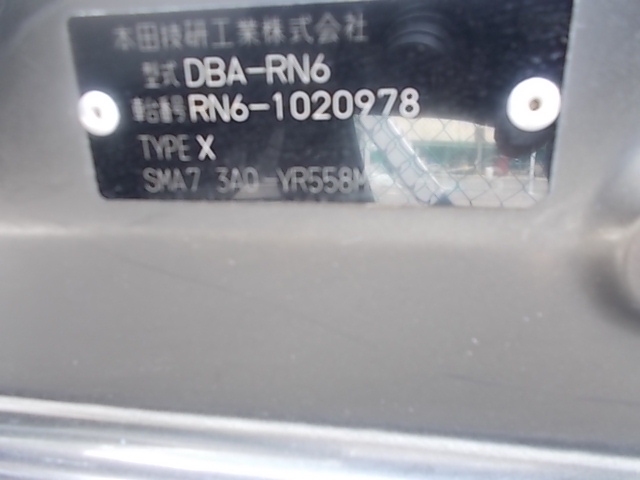 本田技研工業株式会社
型式 DBA-RN6
車台番号 RN6-1020978
TYPE X
SMA7 3A0-YR558M